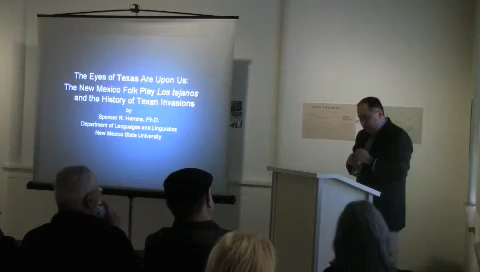 The Eyes of Texas Are Upon Us:
The New Mexico Folk Play Los tejanos
and the History of Texan Invasions
by
Spencer R. Herrera, Ph.D.
Department of Languages and Linguistics
New Mexico State University